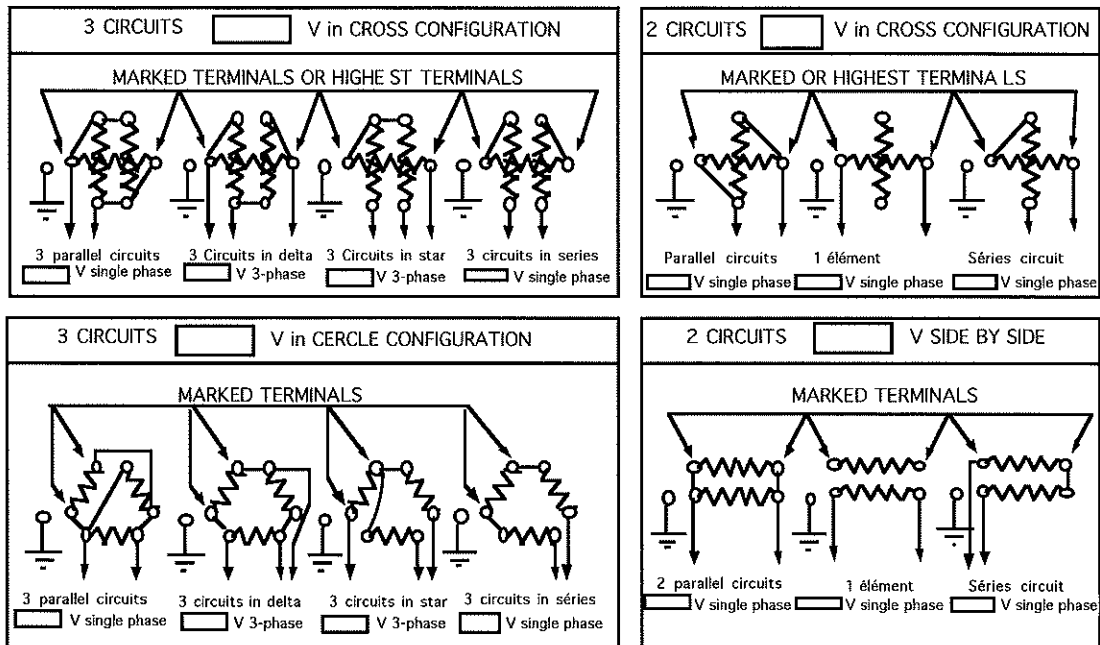 3 CIRCUITS V in CROSS CONFIGURATION
MARKED TERMINALS OR HIGHE ST TERMINALS
3 parallel circuits 3 Circuits in delta 3 Circuits in star 3 circuits in series
V single phase V 3-phase V 3-phase V single phase
2 CIRCUITS V in CROSS CONFIGURATION
MARKED OR HIGHEST TERMINA LS
Parallel circuits 1 élément Séries circuit
V single phase V single phase V single phase
3 CIRCUITS V in CERCLE CONFIGURATION
MARKED TERMINALS
3 parallel circuits 3 circuits in delta 3 circuits in star 3 circuits in séries
V single phase V 3-phase V 3-phase V single phase
2 CIRCUITS V SIDE BY SIDE
MARKED TERMINALS
2 parallel circuits 1 élément Séries circuit
V single phase V single phase V single phase